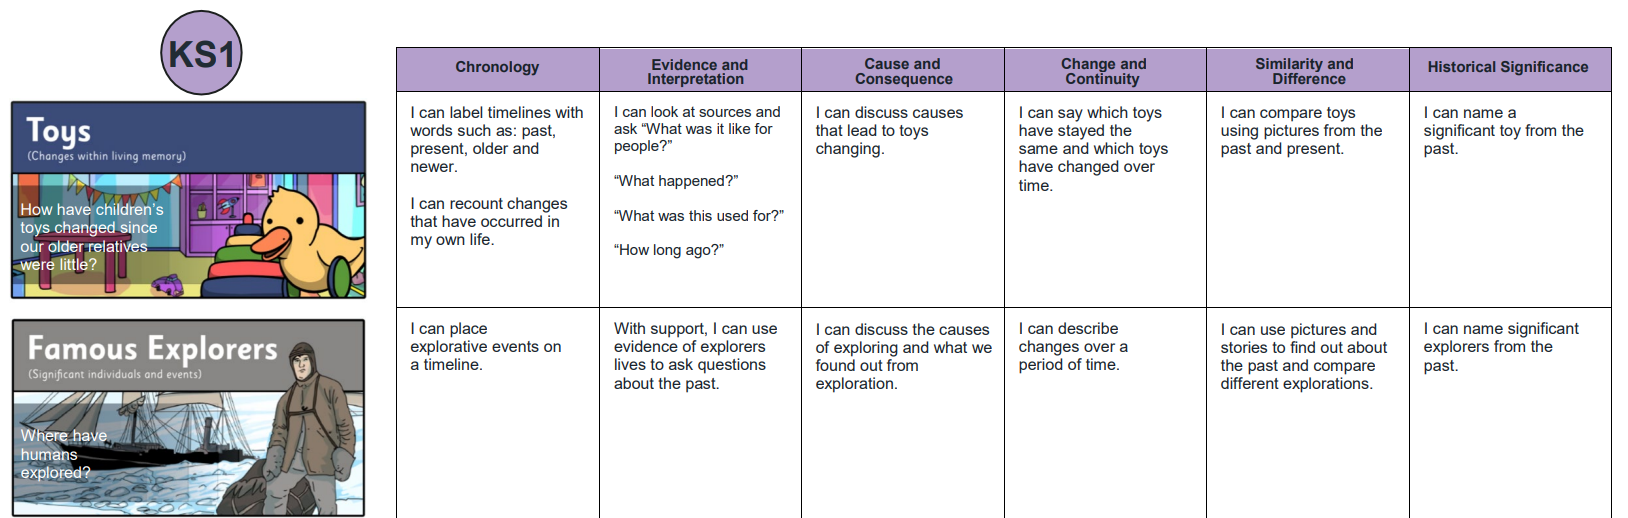 KS1
Chronology
Evidence and
Interpretation
Cause and
Consequence
Change and
Continuity
Similarity and
Difference
Historical Significance
Toys
(Changes within living memory)
How have children's
toys changed since
our older relatives
were little?
I can label timelines with
words such as: past,
present, older and
newer.
I can recount changes
that have occurred in
my own life.
I can look at sources and
ask “What was it like for
people?”
“What happened?”
“What was this used for?”
“How long ago?”
I can discuss causes
that lead to toys
changing.
I can say which toys
have stayed the
same and which toys
have changed over
time.
I can compare toys
using pictures from the
past and present.
I can name a
significant toy from the
past.
Famous Explorers
(Significant individuals and events)
Where have
humans
explored?
I can place
explorative events on
a timeline.
With support, I can use
evidence of explorers
lives to ask questions
about the past.
I can discuss the causes
of exploring and what we
found out from
exploration.
I can describe
changes over a
period of time.
I can use pictures and
stories to find out about
the past and compare
different explorations.
I can name significant
explorers from the
past.